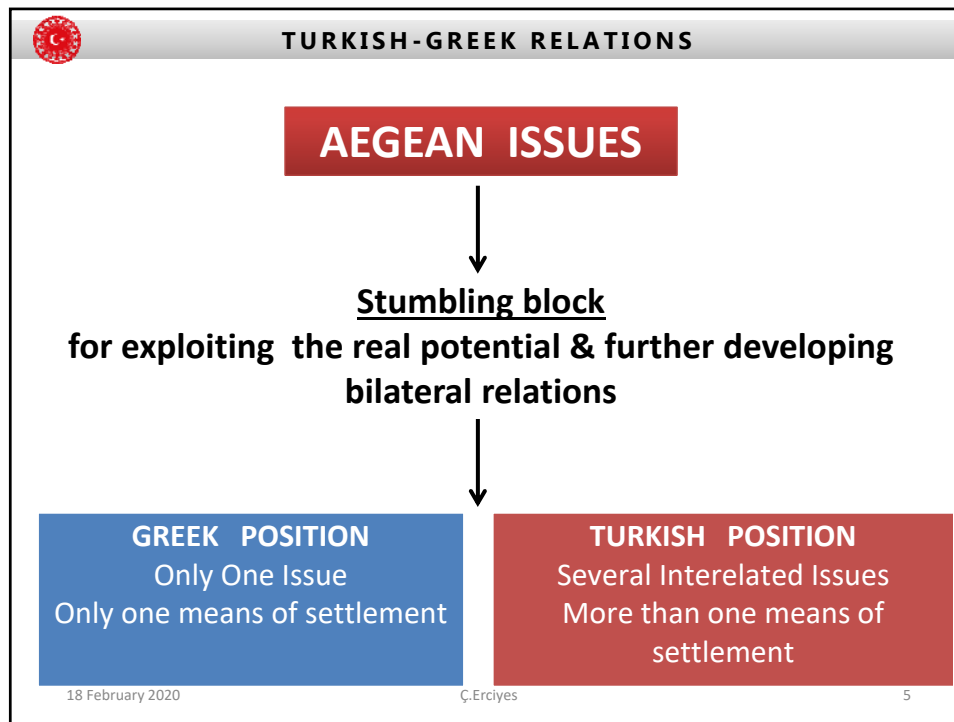 TURKISH-GREEK RELATIONS
AEGEAN ISSUES
Stumbling block
for exploiting the real potential & further developing
bilateral relations
GREEK POSITION
Only One Issue
Only one means of settlement
TURKISH POSITION
Several Interelated Issues
More than one means of
settlement
18 February 2020
Ç.Erciyes
5